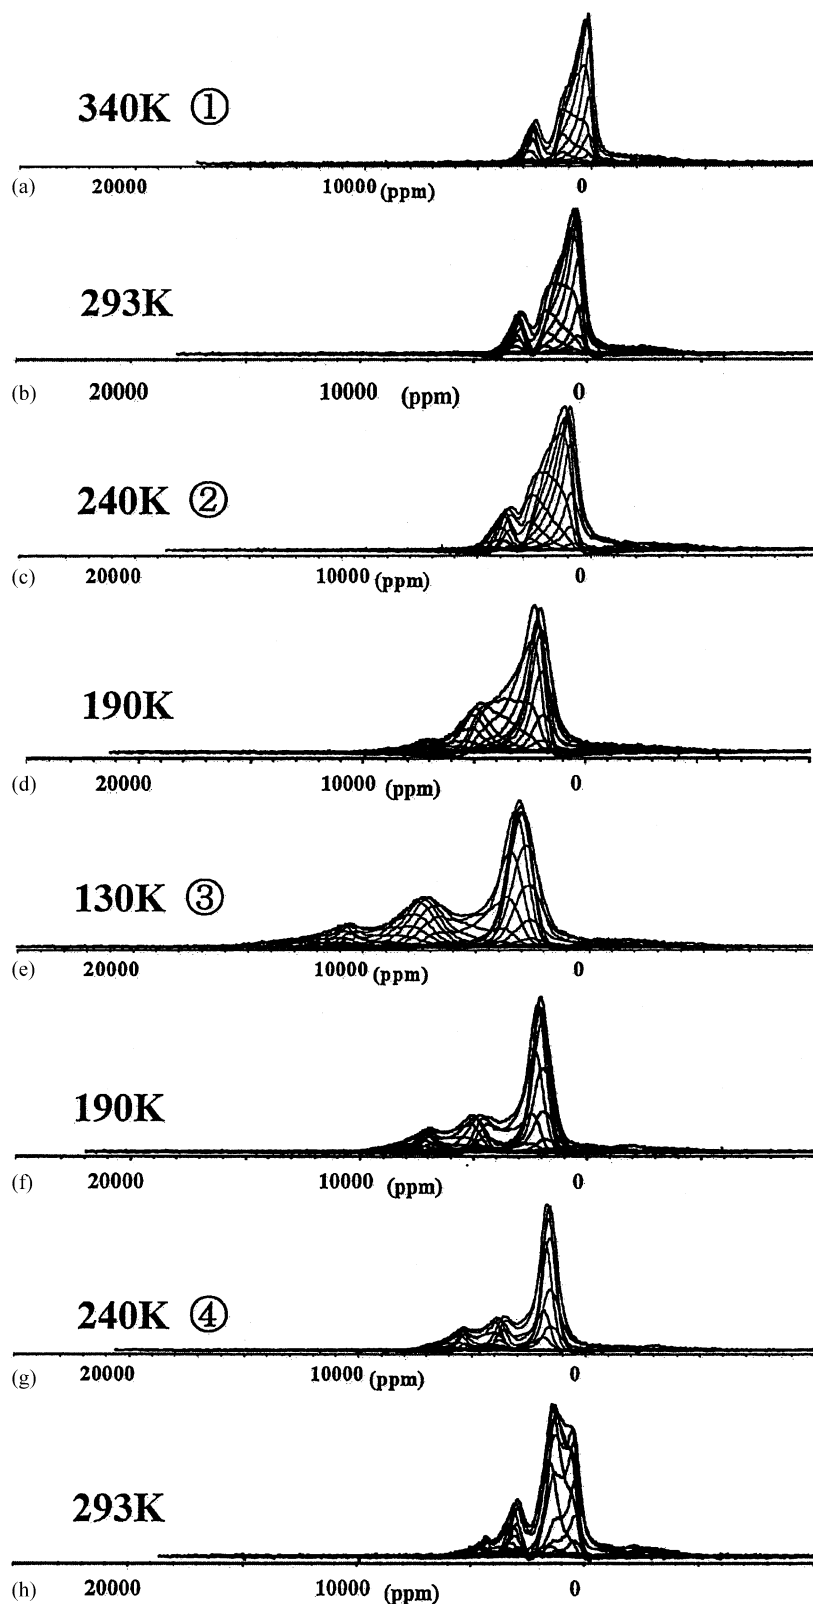 340K ①
(a) 20000 10000 (ppm) 0
293K
(b) 20000 10000 (ppm) 0
240K ②
(c) 20000 10000 (ppm) 0
190K
(d) 20000 10000 (ppm) 0
130K ③
(e) 20000 10000 (ppm) 0
190K
(f) 20000 10000 (ppm) 0
240K ④
(g) 20000 10000 (ppm) 0
293K
(h) 20000 10000 (ppm) 0